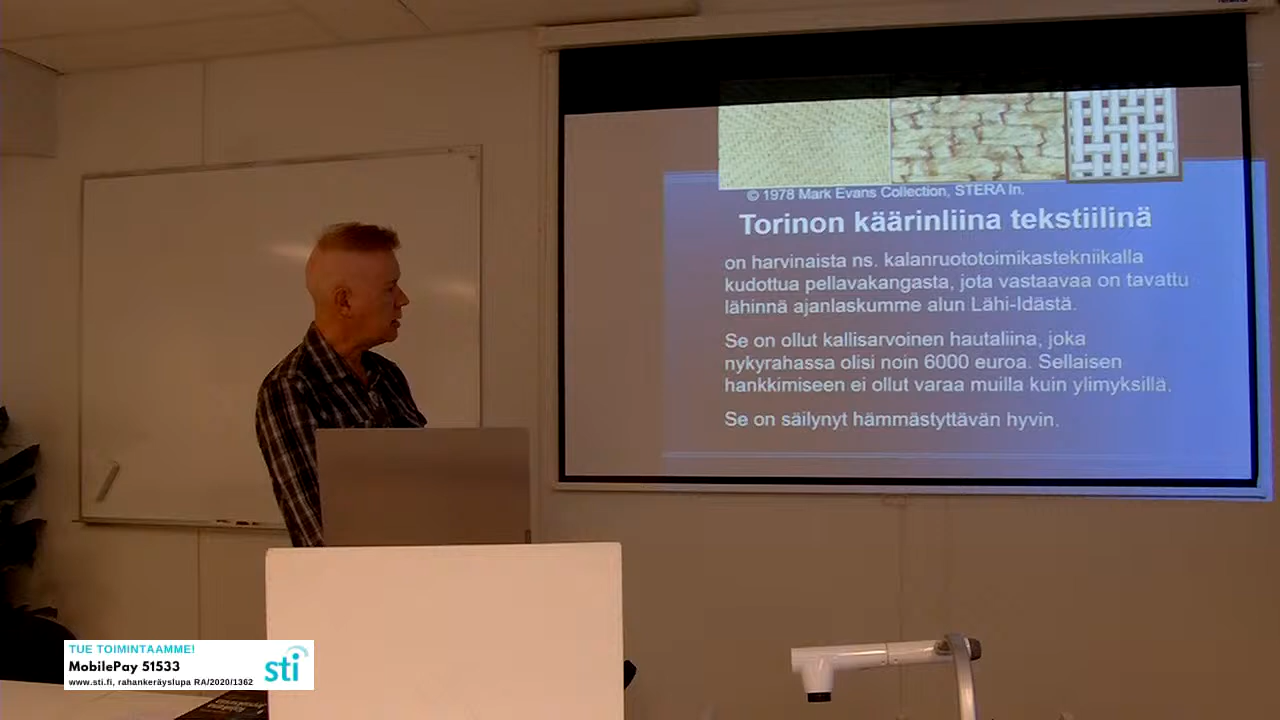 © 1978 Mark Evans Collection, STERA In.
Torinon käärinliina tekstiilinä
on harvinaista ns. kalanruototoimikastekniikalla
kudottua pellavakangasta, jota vastaavaa on tavattu
lähinnä ajanlaskumme alun Lähi-Idästä.
Se on ollut kallisarvoinen hautaliina, joka
nykyrahassa olisi noin 6000 euroa. Sellaisen
hankkimiseen ei ollut varaa muilla kuin ylimyksillä.
Se on säilynyt hämmästyttävän hyvin.
TUE TOIMINTAAMME!
MobilePay 51533
www.sti.fi, rahankeräyslupa RA/2020/1362
sti